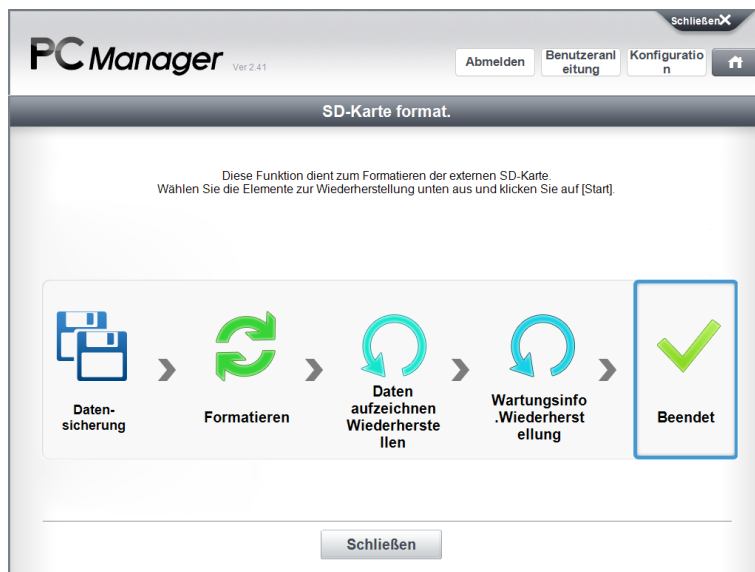 Schließen
PC Manager Ver 2.41
Abmelden
Benutzeranl
eitung
Konfiguratio
n
SD-Karte format.
Diese Funktion dient zum Formatieren der externen SD-Karte.
Wählen Sie die Elemente zur Wiederherstellung unten aus und klicken Sie auf [Start].
Daten-
sicherung
Formatieren
Daten
aufzeichnen
Wiederherste
llen
Wartungsinfo
.Wiederherst
ellung
Beendet
Schließen